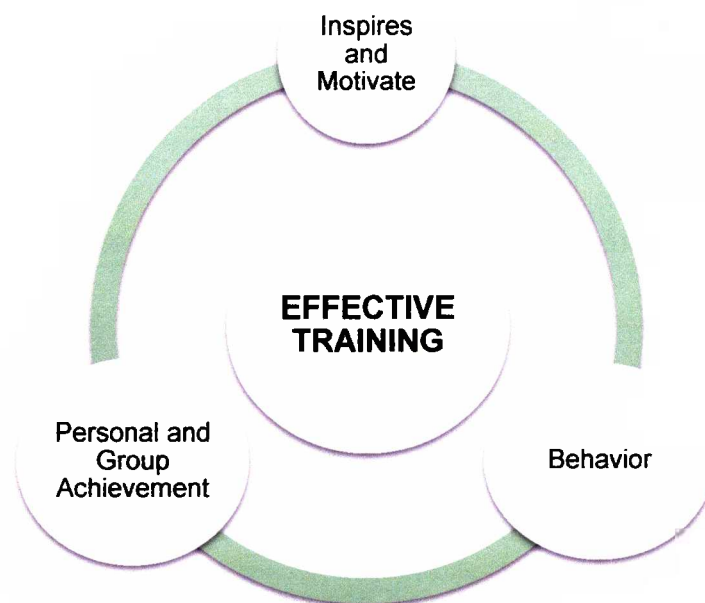 Inspires
and
Motivate
EFFECTIVE
TRAINING
Personal and
Group
Achievement
Behavior